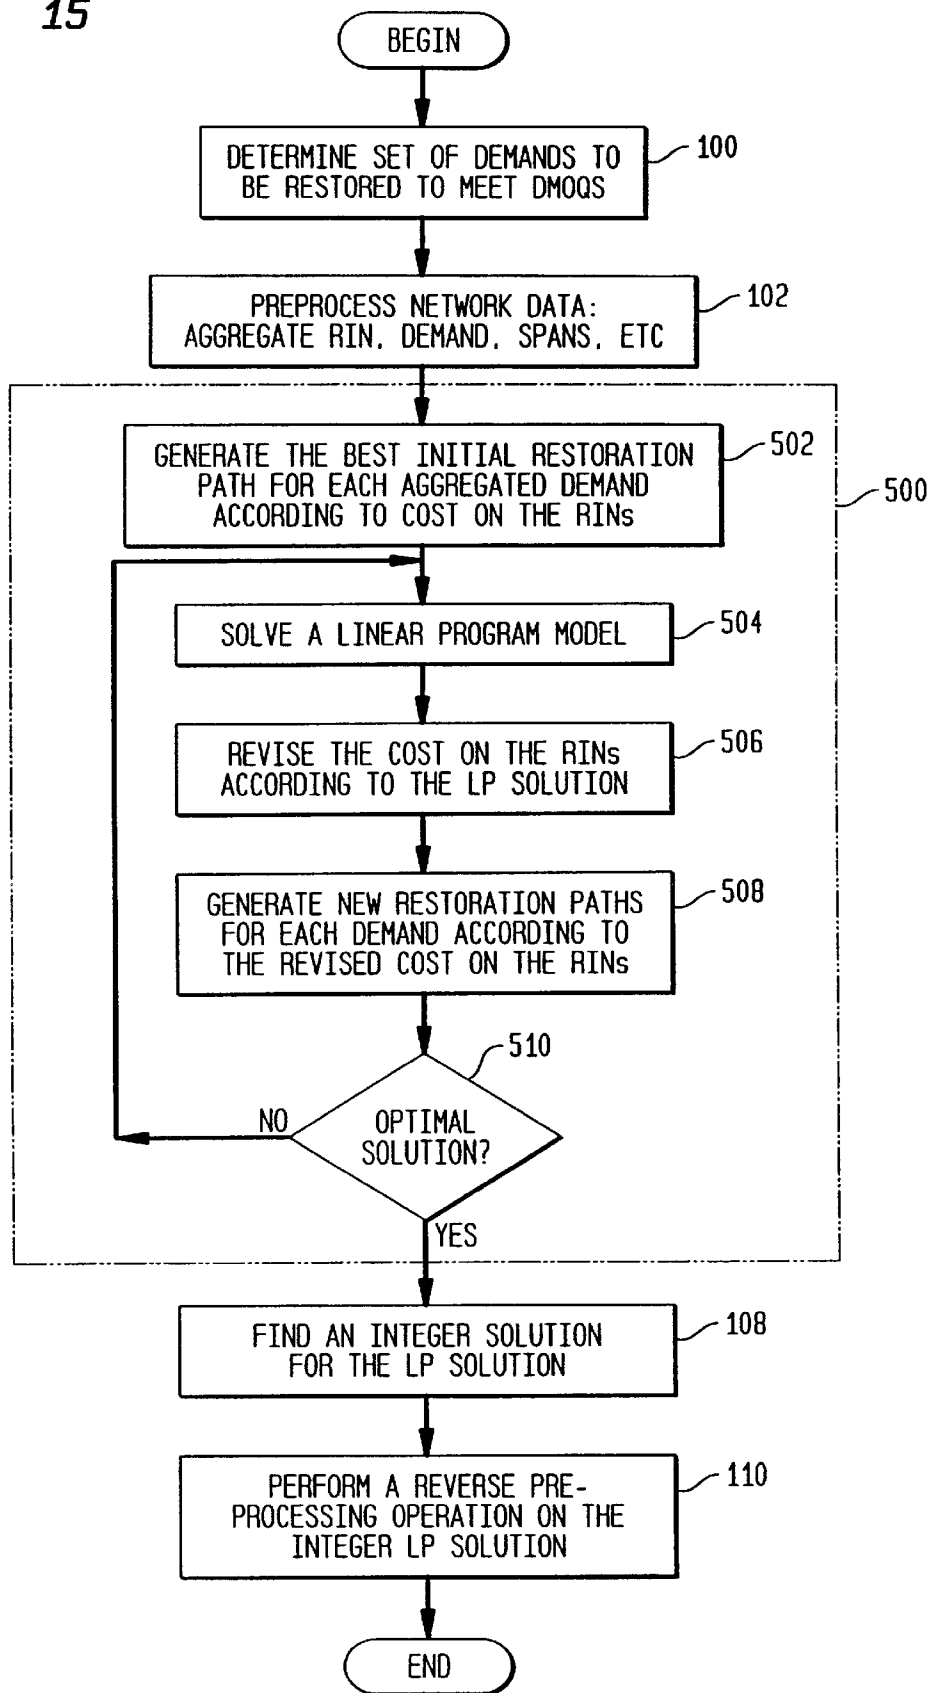 15
BEGIN
DETERMINE SET OF DEMANDS TO
BE RESTORED TO MEET DMOQS
100
PREPROCESS NETWORK DATA:
AGGREGATE RIN, DEMAND, SPANS, ETC
102
GENERATE THE BEST INITIAL RESTORATION
PATH FOR EACH AGGREGATED DEMAND
ACCORDING TO COST ON THE RINs
502
500
SOLVE A LINEAR PROGRAM MODEL
504
REVISE THE COST ON THE RINs
ACCORDING TO THE LP SOLUTION
506
GENERATE NEW RESTORATION PATHS
FOR EACH DEMAND ACCORDING TO
THE REVISED COST ON THE RINs
508
510
OPTIMAL
SOLUTION?
NO
YES
FIND AN INTEGER SOLUTION
FOR THE LP SOLUTION
108
PERFORM A REVERSE PRE-
PROCESSING OPERATION ON THE
INTEGER LP SOLUTION
110
END